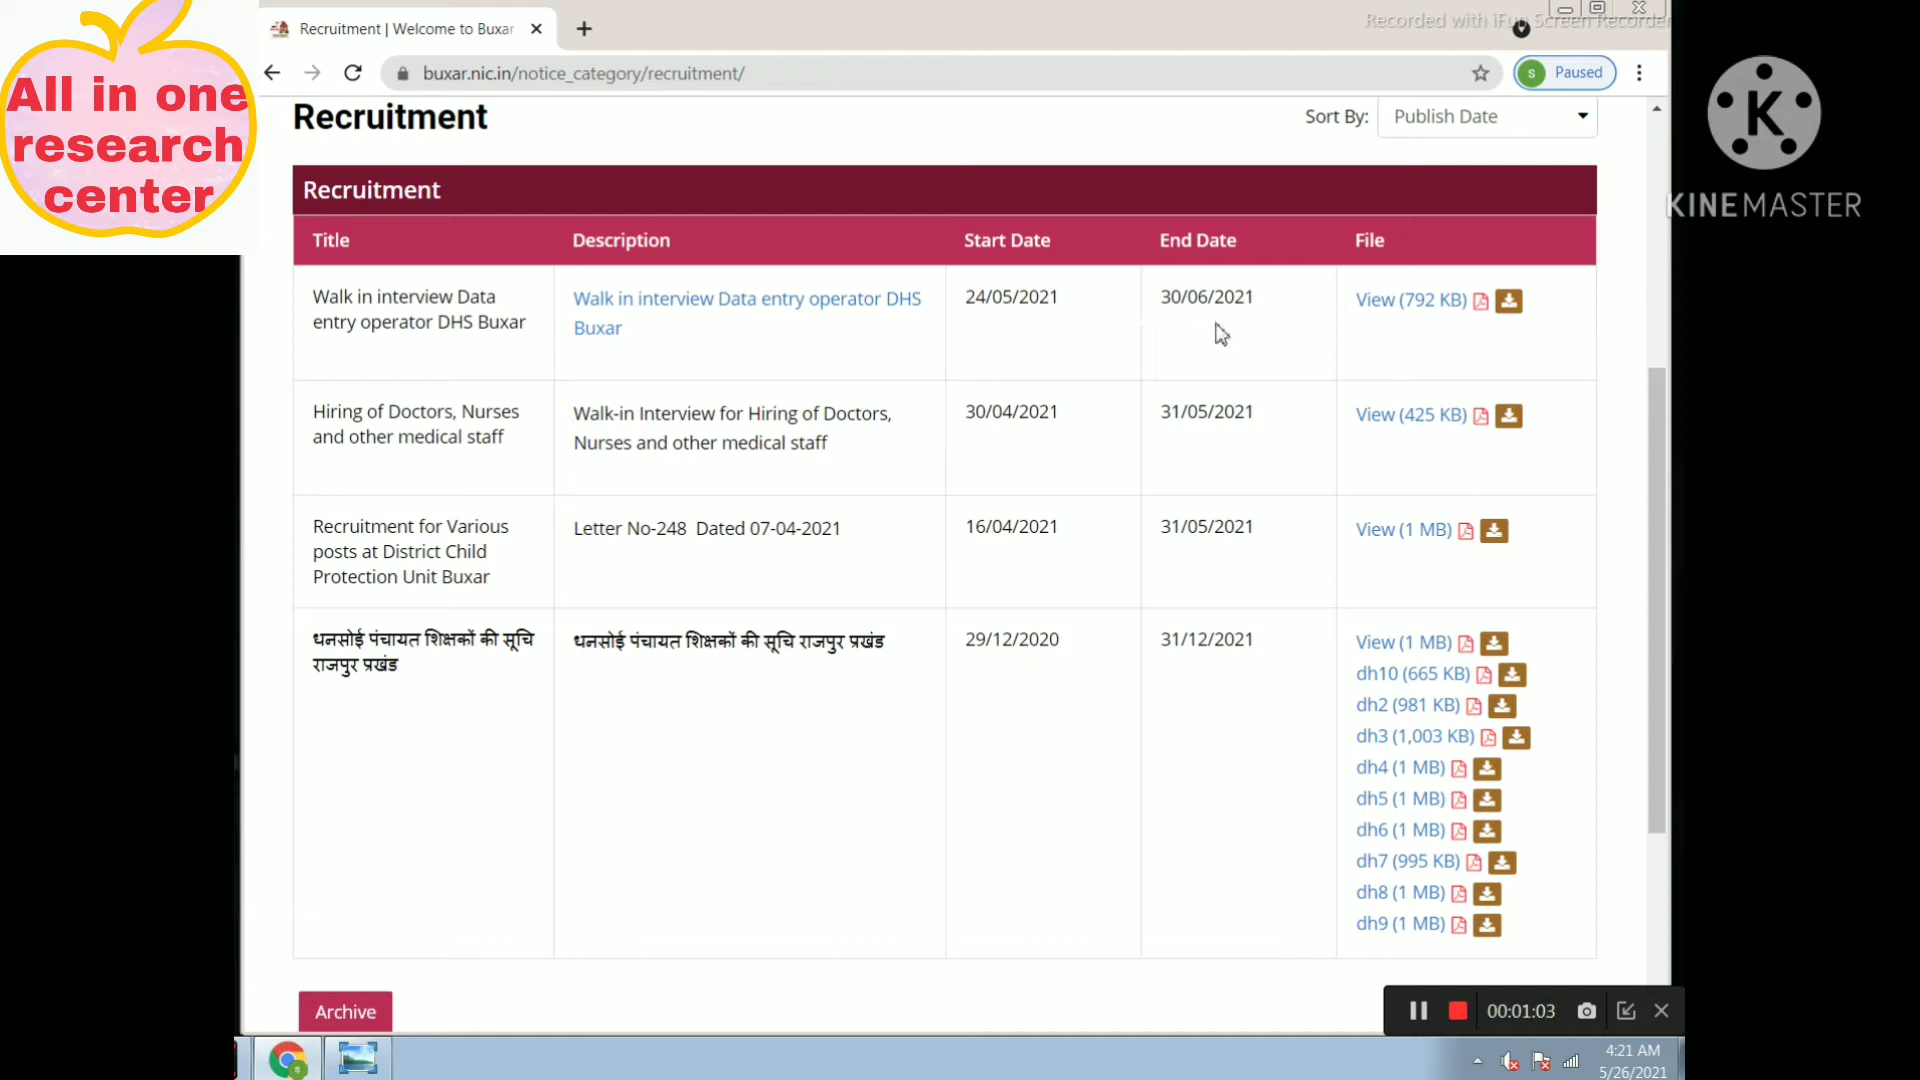 All in one
research
center
Recruitment | Welcome to Buxar
Recorded with iFun Screen Recorder
buxar.nic.in/notice_category/recruitment/
s
Paused
K
KINEMASTER
Recruitment
Sort By:
Publish Date
Recruitment
Title
Description
Start Date
End Date
File
Walk in interview Data
entry operator DHS Buxar
Walk in interview Data entry operator DHS
Buxar
24/05/2021
30/06/2021
View (792 KB)
Hiring of Doctors, Nurses
and other medical staff
Walk-in Interview for Hiring of Doctors,
Nurses and other medical staff
30/04/2021
31/05/2021
View (425 KB)
Recruitment for Various
posts at District Child
Protection Unit Buxar
Letter No-248 Dated 07-04-2021
16/04/2021
31/05/2021
View (1 MB)
धनसोई पंचायत शिक्षकों की सूचि
राजपुर प्रखंड
धनसोई पंचायत शिक्षकों की सूचि राजपुर प्रखंड
29/12/2020
31/12/2021
View (1 MB)
dh10 (665 KB)
dh2 (981 KB)
dh3 (1,003 KB)
dh4 (1 MB)
dh5 (1 MB)
dh6 (1 MB)
dh7 (995 KB)
dh8 (1 MB)
dh9 (1 MB)
Archive
00:01:03
4:21 AM
5/26/2021